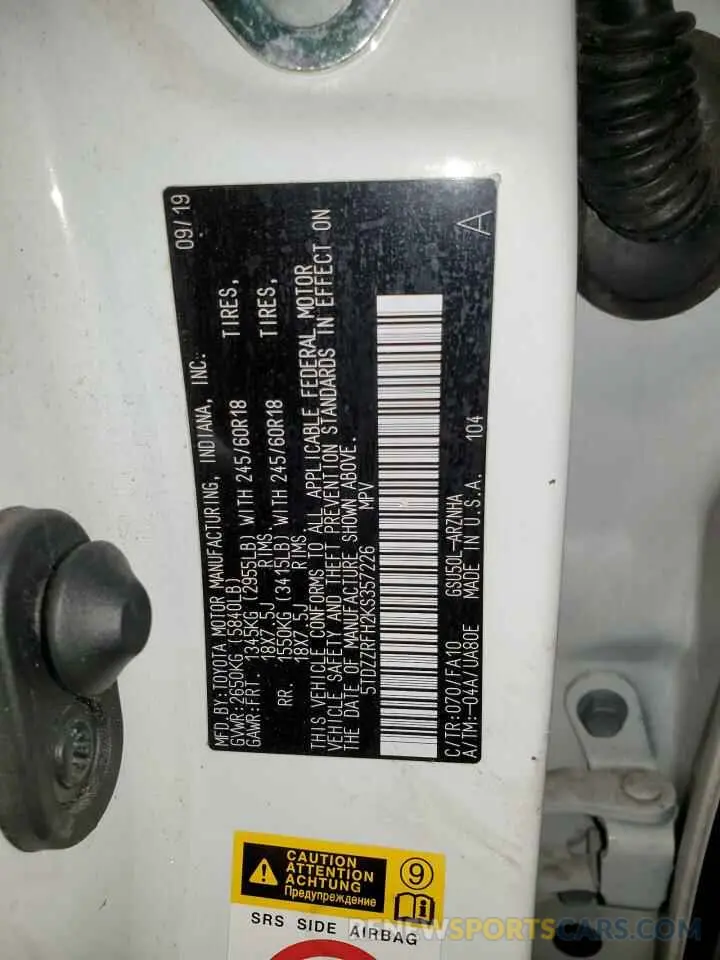 MFD.BY:TOYOTA MOTOR MANUFACTURING, INDIANA, INC. 09/19
GVWR:2650KG (5840LB)
GAWR:FRT. 1345KG (2955LB) WITH 245/60R18 TIRES,
18X7.5J RIMS,
RR. 1550KG (3415LB) WITH 245/60R18 TIRES,
18X7.5J RIMS,
THIS VEHICLE CONFORMS TO ALL APPLICABLE FEDERAL MOTOR
VEHICLE SAFETY AND THEFT PREVENTION STANDARDS IN EFFECT ON
THE DATE OF MANUFACTURE SHOWN ABOVE.
5TDZZRFH2KS357226 MPV
A
C/TR:070/FA10 GSU50L-ARZNHA
A/TM:-04A/UA80E MADE IN U.S.A. 104
CAUTION
ATTENTION
ACHTUNG
Предупреждение
9
SRS SIDE AIRBAG
RENEWSPORTSCARS.COM